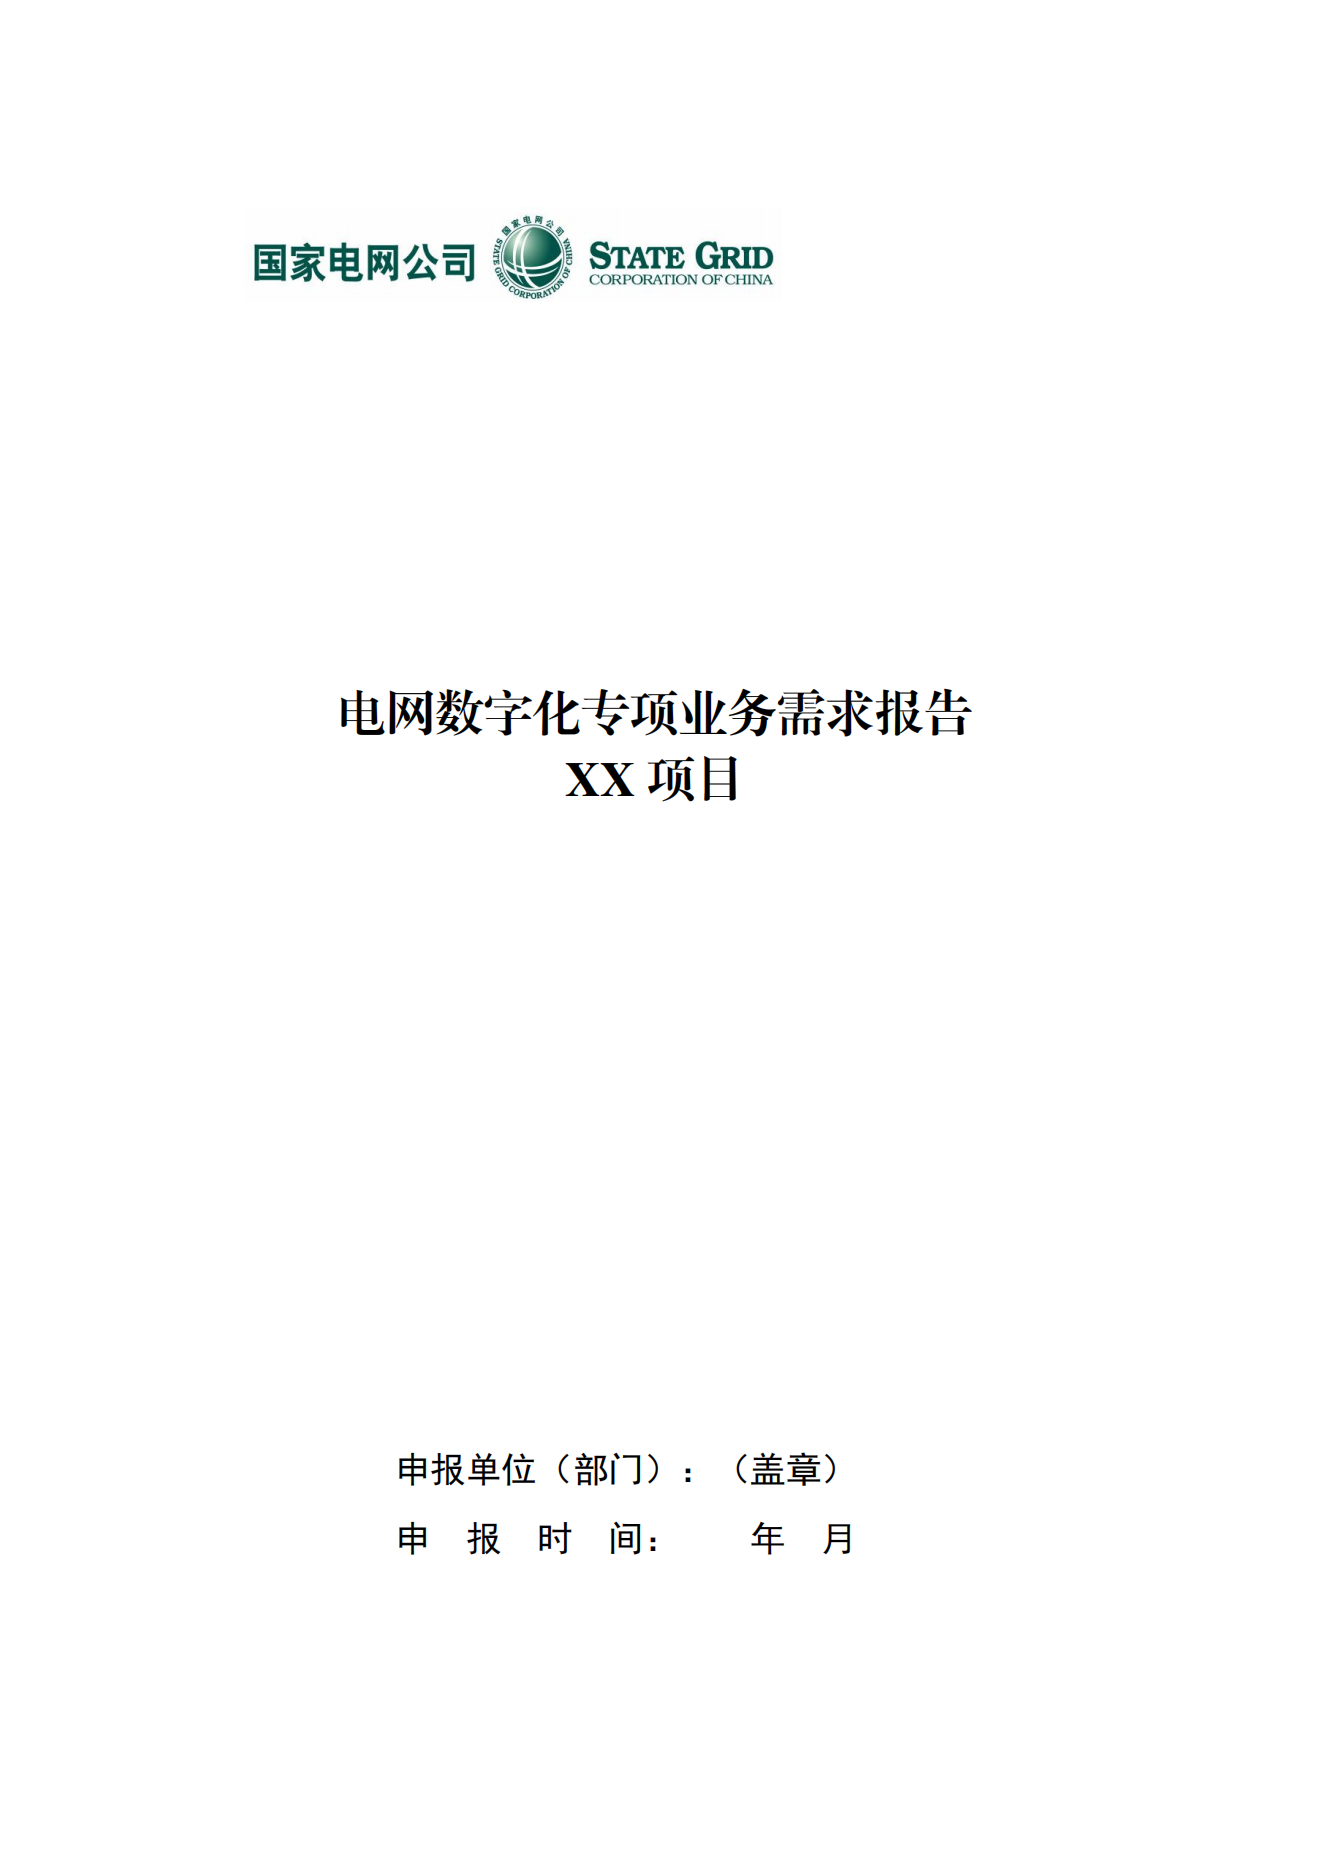 国家电网公司
国家电网公司
STATE GRID CORPORATION OF CHINA
STATE GRID
CORPORATION OF CHINA
电网数字化专项业务需求报告
XX 项目
申报单位（部门）：（盖章）
申 报 时 间： 年 月